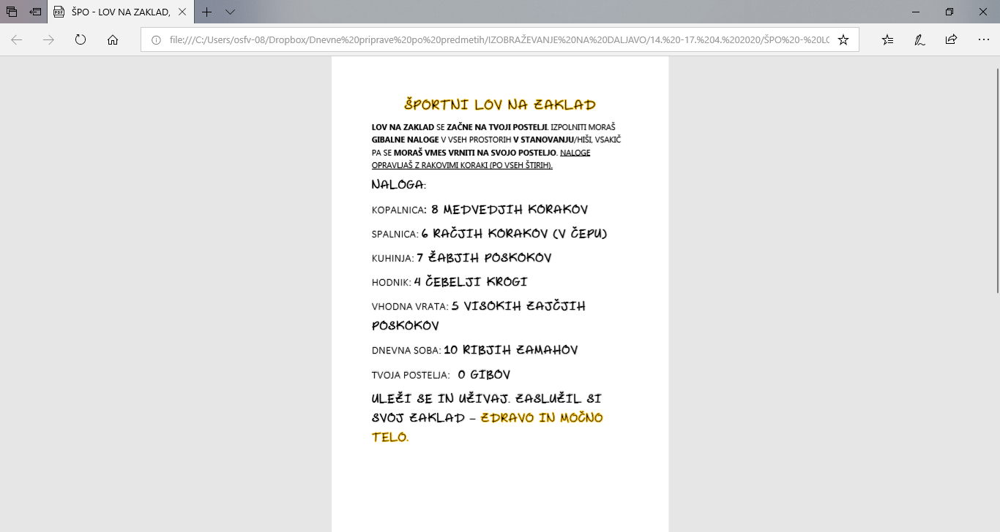 ŠPO - LOV NA ZAKLAD,
file:///C:/Users/osfv-08/Dropbox/Dnevne%20priprave%20po%20predmetih/IZOBRAŽEVANJE%20NA%20DALJAVO/14.%20-17.%204.%202020/ŠPO%20-%20LO
ŠPORTNI LOV NA ZAKLAD
LOV NA ZAKLAD SE ZAČNE NA TVOJI POSTELJI. IZPOLNITI MORAŠ
GIBALNE NALOGE V VSEH PROSTORIH V STANOVANJU/HIŠI, VSAKIČ
PA SE MORAŠ VMES VRNITI NA SVOJO POSTELJO. NALOGE
OPRAVLJAŠ Z RAKOVIMI KORAKI (PO VSEH ŠTIRIH).
NALOGA:
KOPALNICA: 8 MEDVEDJIH KORAKOV
SPALNICA: 6 RAČJIH KORAKOV (V ČEPU)
KUHINJA: 7 ŽABJIH POSKOKOV
HODNIK: 4 ČEBELJI KROGI
VHODNA VRATA: 5 VISOKIH ZAJČJIH
POSKOKOV
DNEVNA SOBA: 10 RIBJIH ZAMAHOV
TVOJA POSTELJA: 0 GIBOV
ULEŽI SE IN UŽIVAJ. ZASLUŽIL SI
SVOJ ZAKLAD – ZDRAVO IN MOČNO
TELO.